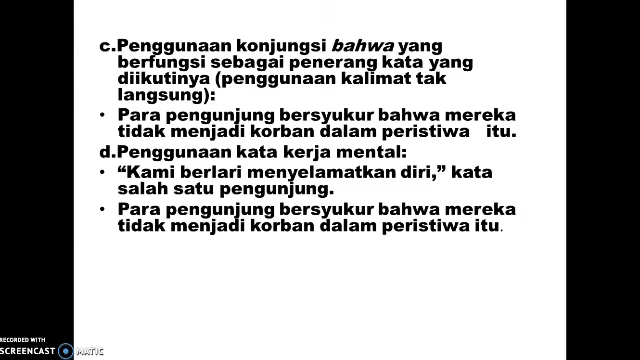 c.Penggunaan konjungsi bahwa yang
berfungsi sebagai penerang kata yang
diikutinya (penggunaan kalimat tak
langsung):
• Para pengunjung bersyukur bahwa mereka
tidak menjadi korban dalam peristiwa itu.
d.Penggunaan kata kerja mental:
• “Kami berlari menyelamatkan diri,” kata
salah satu pengunjung.
• Para pengunjung bersyukur bahwa mereka
tidak menjadi korban dalam peristiwa itu.
RECORDED WITH
SCREENCAST MATIC